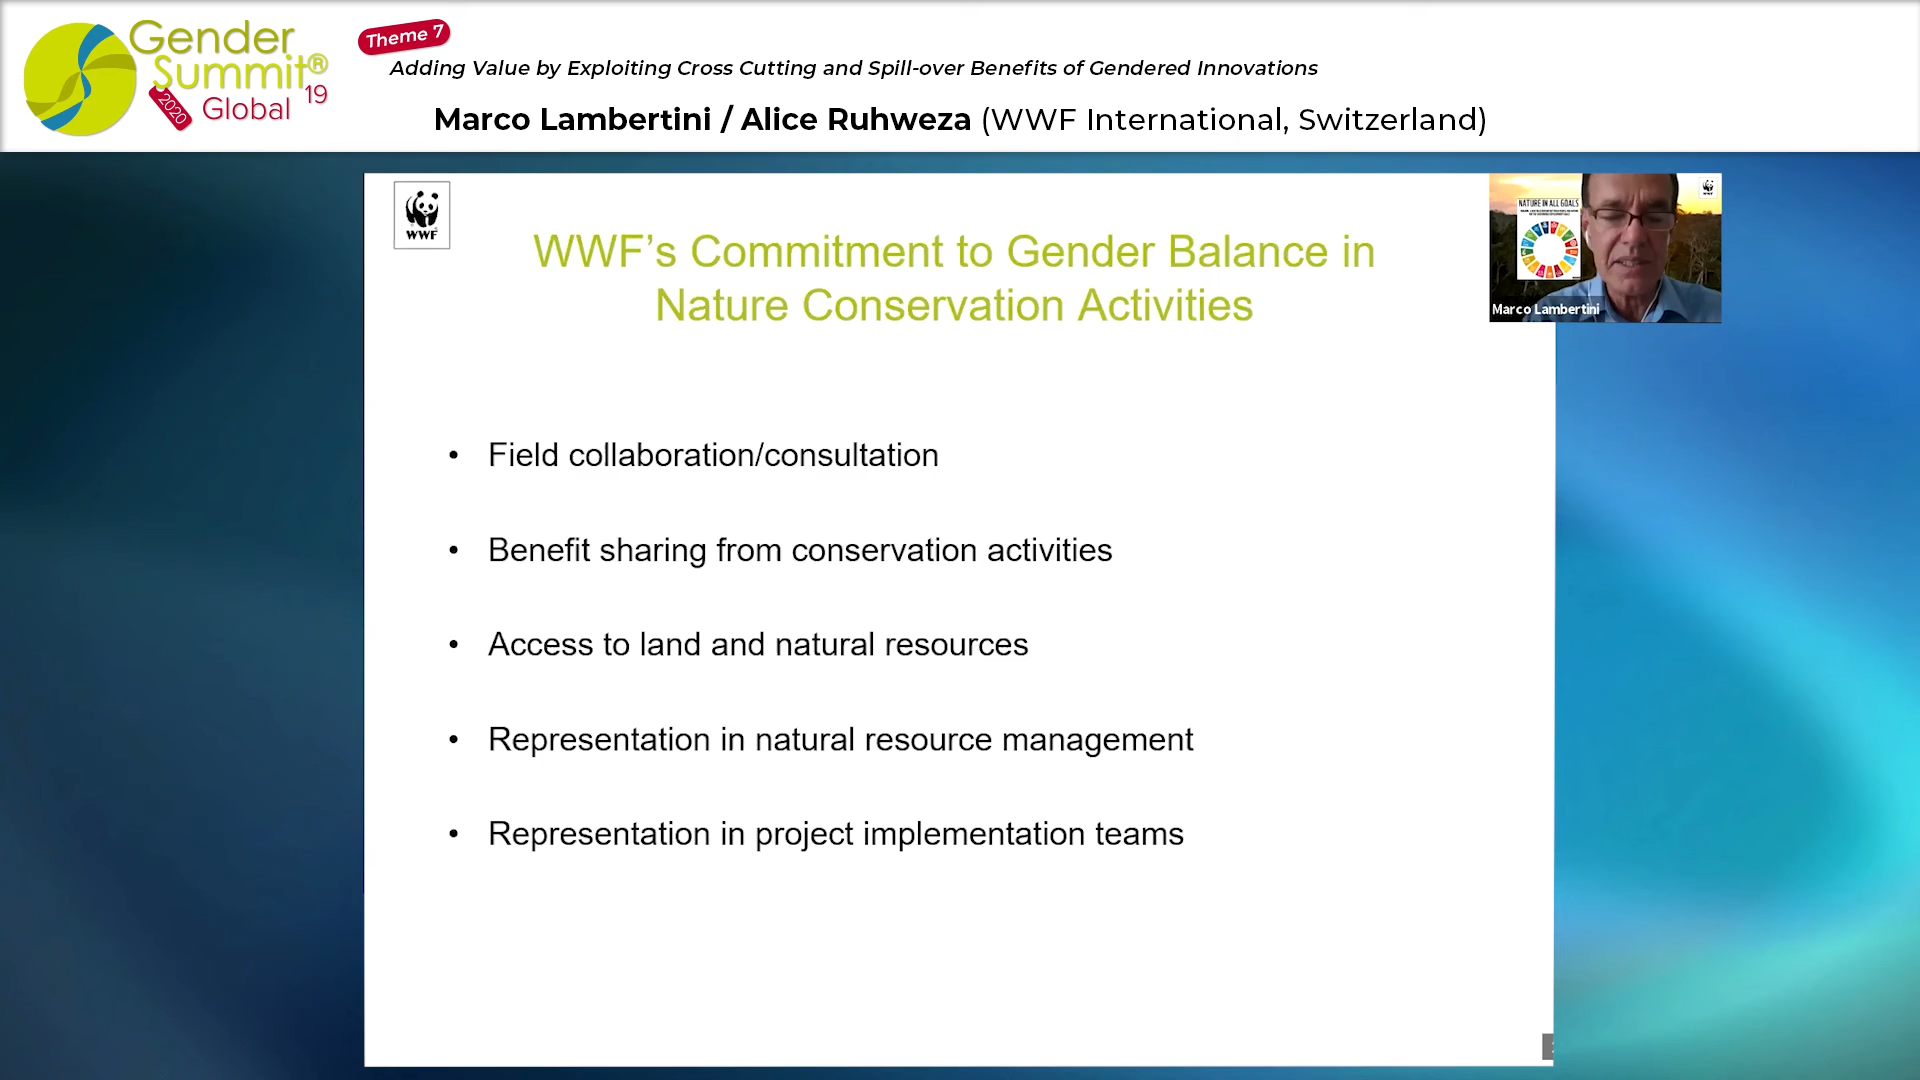 Gender
Summit®
Global 19
2020
Theme 7
Adding Value by Exploiting Cross Cutting and Spill-over Benefits of Gendered Innovations
Marco Lambertini / Alice Ruhweza (WWF International, Switzerland)
WWF
WWF’s Commitment to Gender Balance in
Nature Conservation Activities
NATURE IN ALL GOALS
Marco Lambertini
WWF
• Field collaboration/consultation
• Benefit sharing from conservation activities
• Access to land and natural resources
• Representation in natural resource management
• Representation in project implementation teams